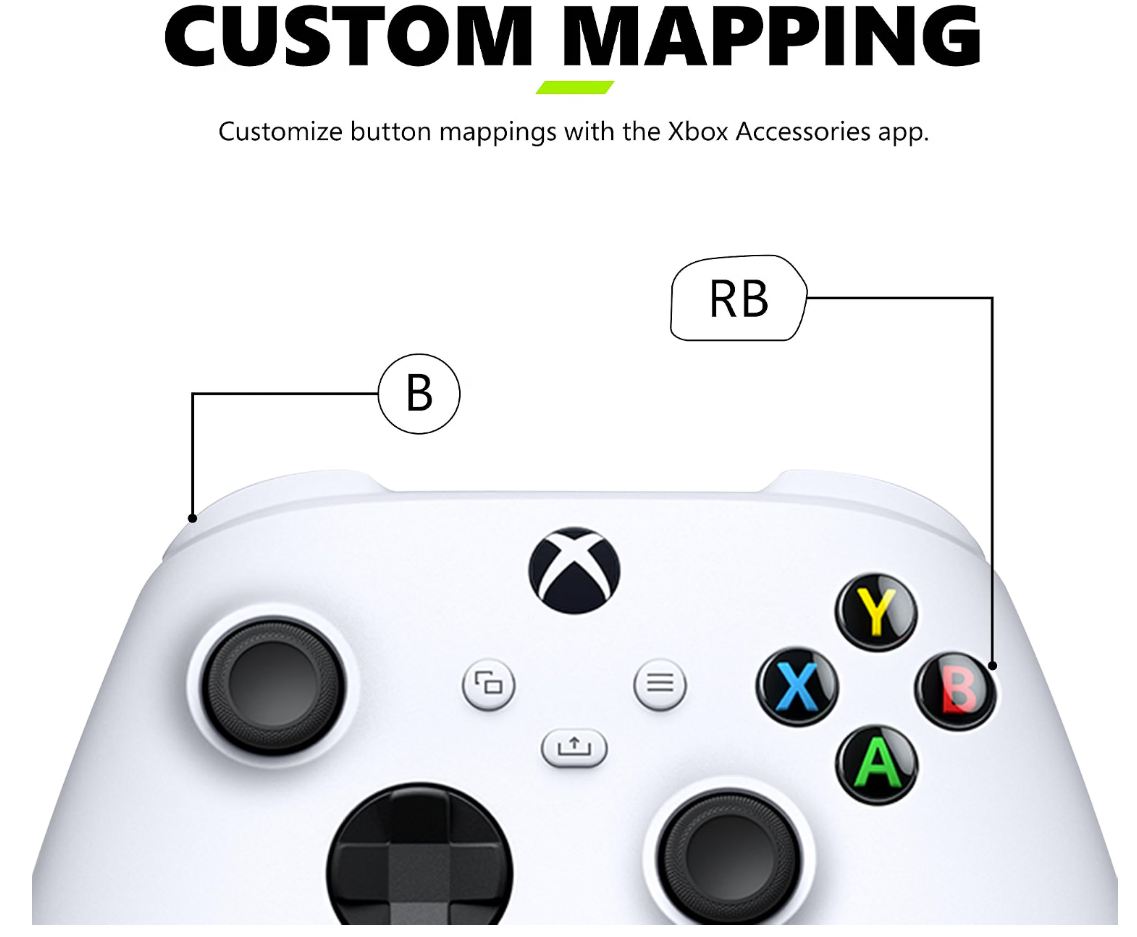 CUSTOM MAPPING
Customize button mappings with the Xbox Accessories app.
RB
B
Y
X
B
A